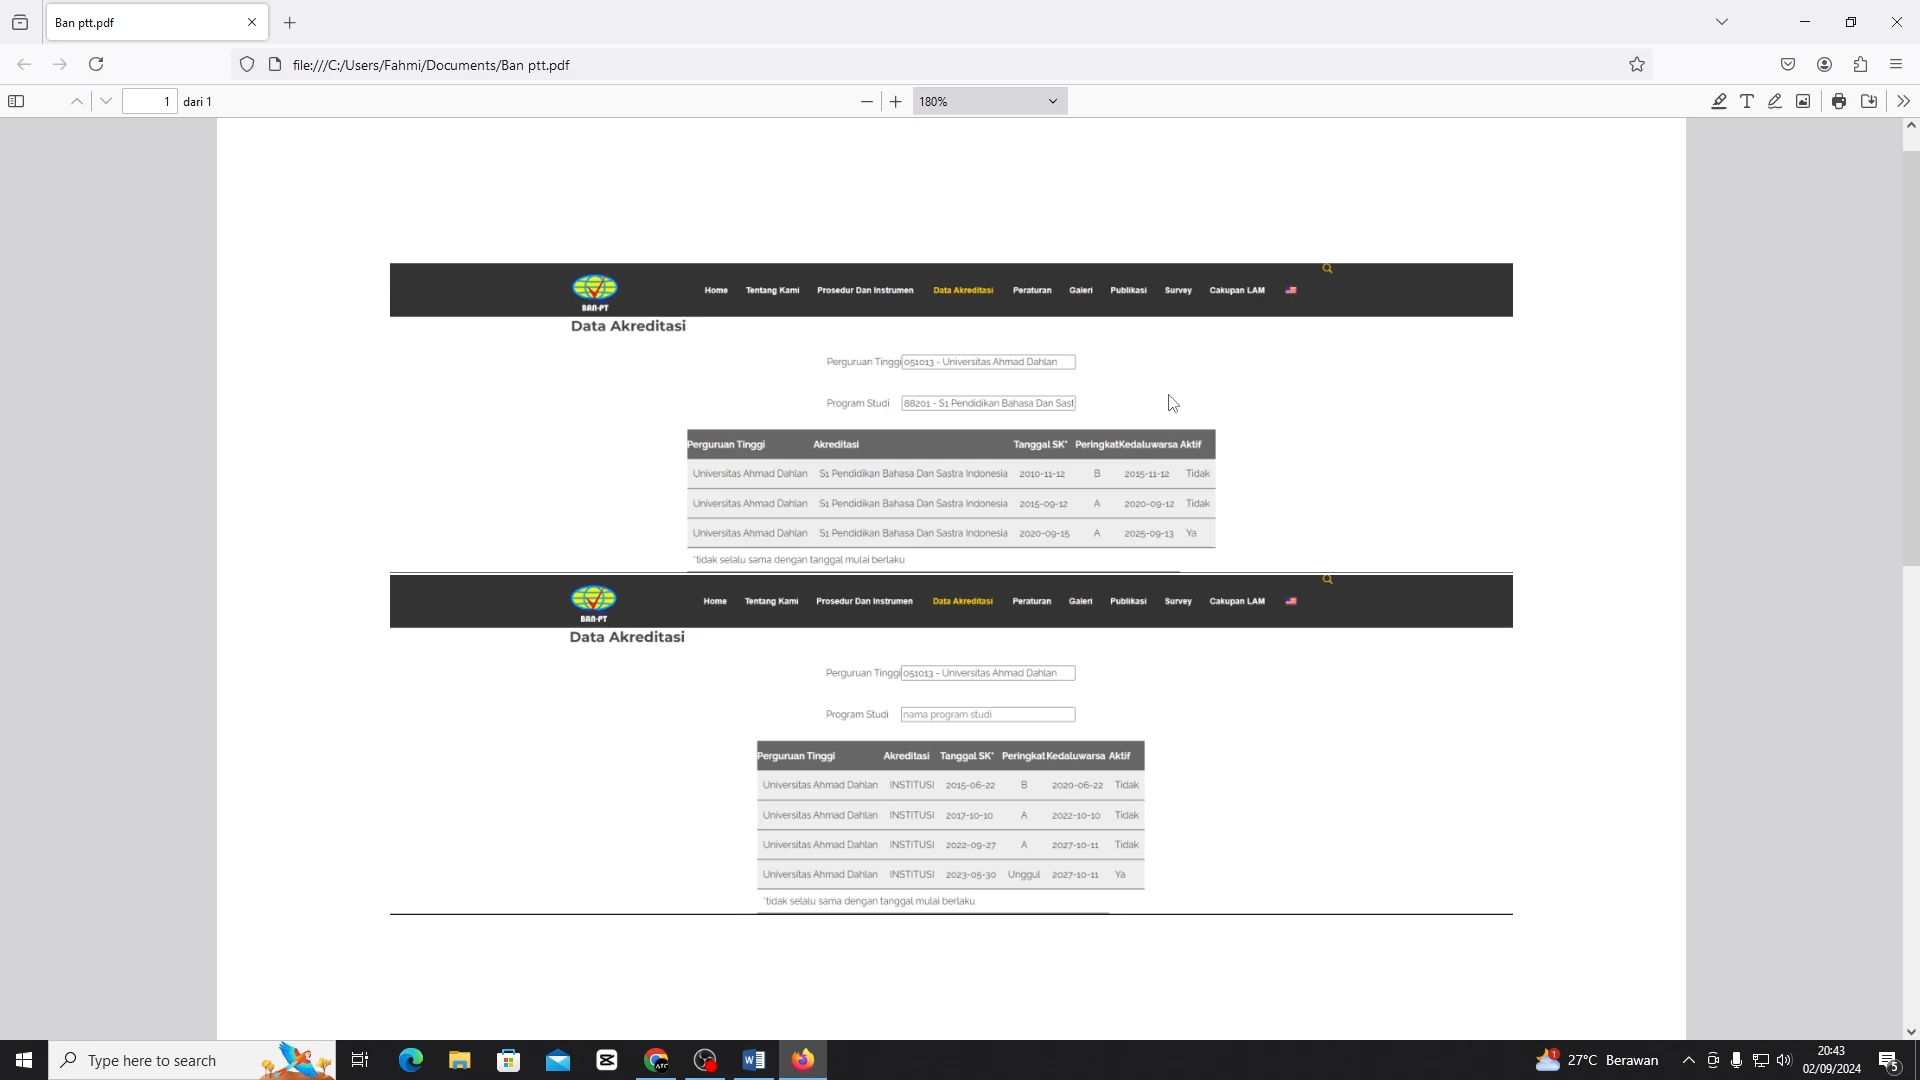 Ban ptt.pdf
file:///C:/Users/Fahmi/Documents/Ban ptt.pdf
1 dari 1 180%
BAN-PT Home Tentang Kami Prosedur Dan Instrumen Data Akreditasi Peraturan Galeri Publikasi Survey Cakupan LAM
Data Akreditasi
Perguruan Tinggi 051013 - Universitas Ahmad Dahlan
Program Studi 88201 - S1 Pendidikan Bahasa Dan Sast
Perguruan Tinggi Akreditasi Tanggal SK* Peringkat Kedaluwarsa Aktif
Universitas Ahmad Dahlan S1 Pendidikan Bahasa Dan Sastra Indonesia 2010-11-12 B 2015-11-12 Tidak
Universitas Ahmad Dahlan S1 Pendidikan Bahasa Dan Sastra Indonesia 2015-09-12 A 2020-09-12 Tidak
Universitas Ahmad Dahlan S1 Pendidikan Bahasa Dan Sastra Indonesia 2020-09-15 A 2025-09-13 Ya
*tidak selalu sama dengan tanggal mulai berlaku
BAN-PT Home Tentang Kami Prosedur Dan Instrumen Data Akreditasi Peraturan Galeri Publikasi Survey Cakupan LAM
Data Akreditasi
Perguruan Tinggi 051013 - Universitas Ahmad Dahlan
Program Studi nama program studi
Perguruan Tinggi Akreditasi Tanggal SK* Peringkat Kedaluwarsa Aktif
Universitas Ahmad Dahlan INSTITUSI 2015-06-22 B 2020-06-22 Tidak
Universitas Ahmad Dahlan INSTITUSI 2017-10-10 A 2022-10-10 Tidak
Universitas Ahmad Dahlan INSTITUSI 2022-09-27 A 2027-10-11 Tidak
Universitas Ahmad Dahlan INSTITUSI 2023-05-30 Unggul 2027-10-11 Ya
*tidak selalu sama dengan tanggal mulai berlaku
Type here to search 1 27°C Berawan 20:43
02/09/2024 5